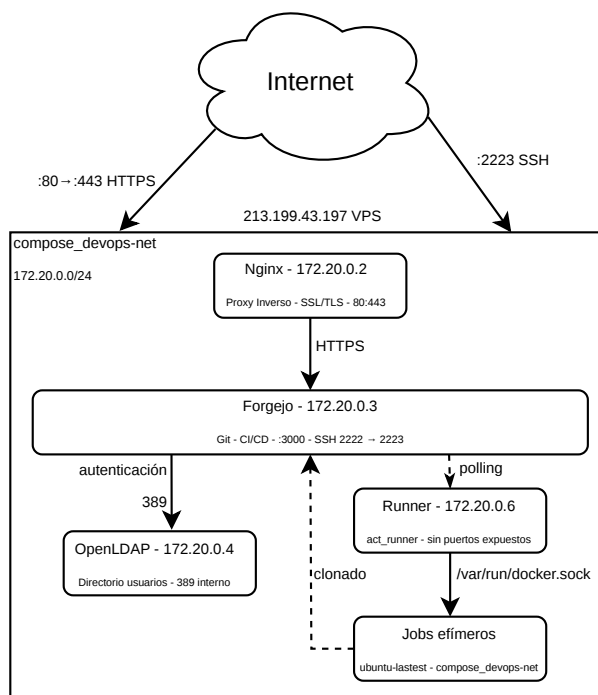 Internet
:80→:443 HTTPS
:2223 SSH
213.199.43.197 VPS
compose_devops-net
172.20.0.0/24
Nginx - 172.20.0.2
Proxy Inverso - SSL/TLS - 80:443
HTTPS
Forgejo - 172.20.0.3
Git - CI/CD - :3000 - SSH 2222 → 2223
autenticación
389
polling
OpenLDAP - 172.20.0.4
Directorio usuarios - 389 interno
Runner - 172.20.0.6
act_runner - sin puertos expuestos
clonado
/var/run/docker.sock
Jobs efímeros
ubuntu-lastest - compose_devops-net